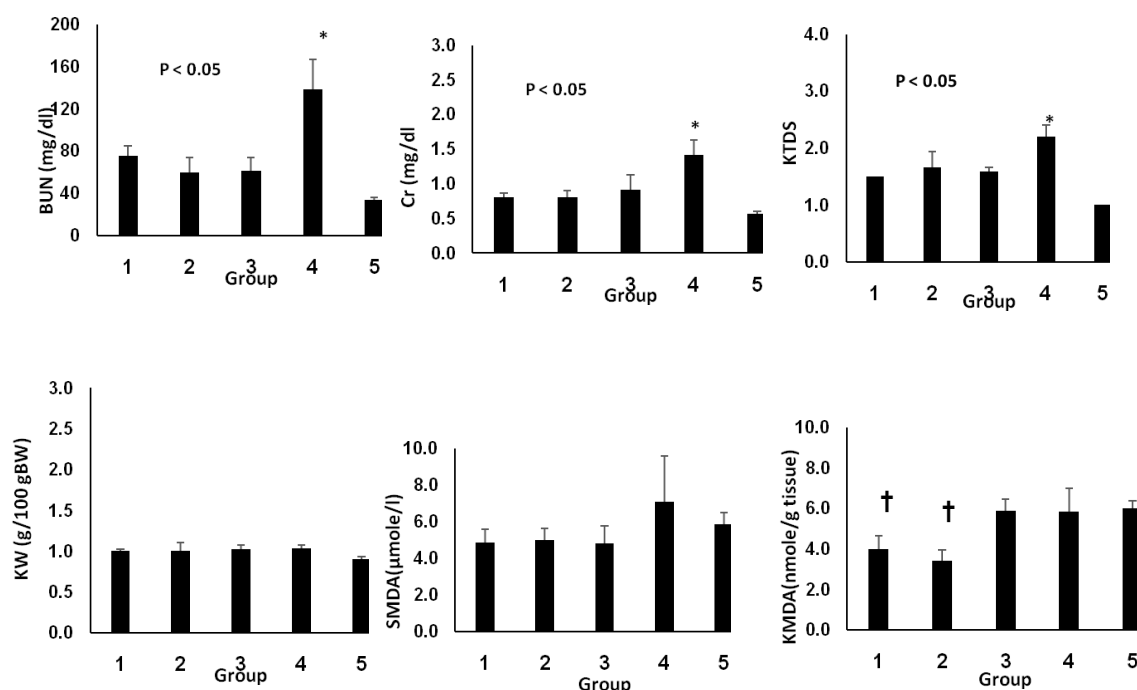 BUN (mg/dl)
200
160
120
80
40
0
P < 0.05
*
1 2 3 4 5
Group
Cr (mg/dl
3.0
2.5
2.0
1.5
1.0
0.5
0.0
P < 0.05
*
1 2 3 4 5
Group
KTDS
4.0
3.0
2.0
1.0
0.0
P < 0.05
*
1 2 3 4 5
Group
KW (g/100 gBW)
3.0
2.5
2.0
1.5
1.0
0.5
0.0
1 2 3 4 5
Group
SMDA(µmole/l)
10.0
8.0
6.0
4.0
2.0
0.0
1 2 3 4 5
Group
KMDA(nmole/g tissue)
10.0
8.0
6.0
4.0
2.0
0.0
† †
1 2 3 4 5
Group